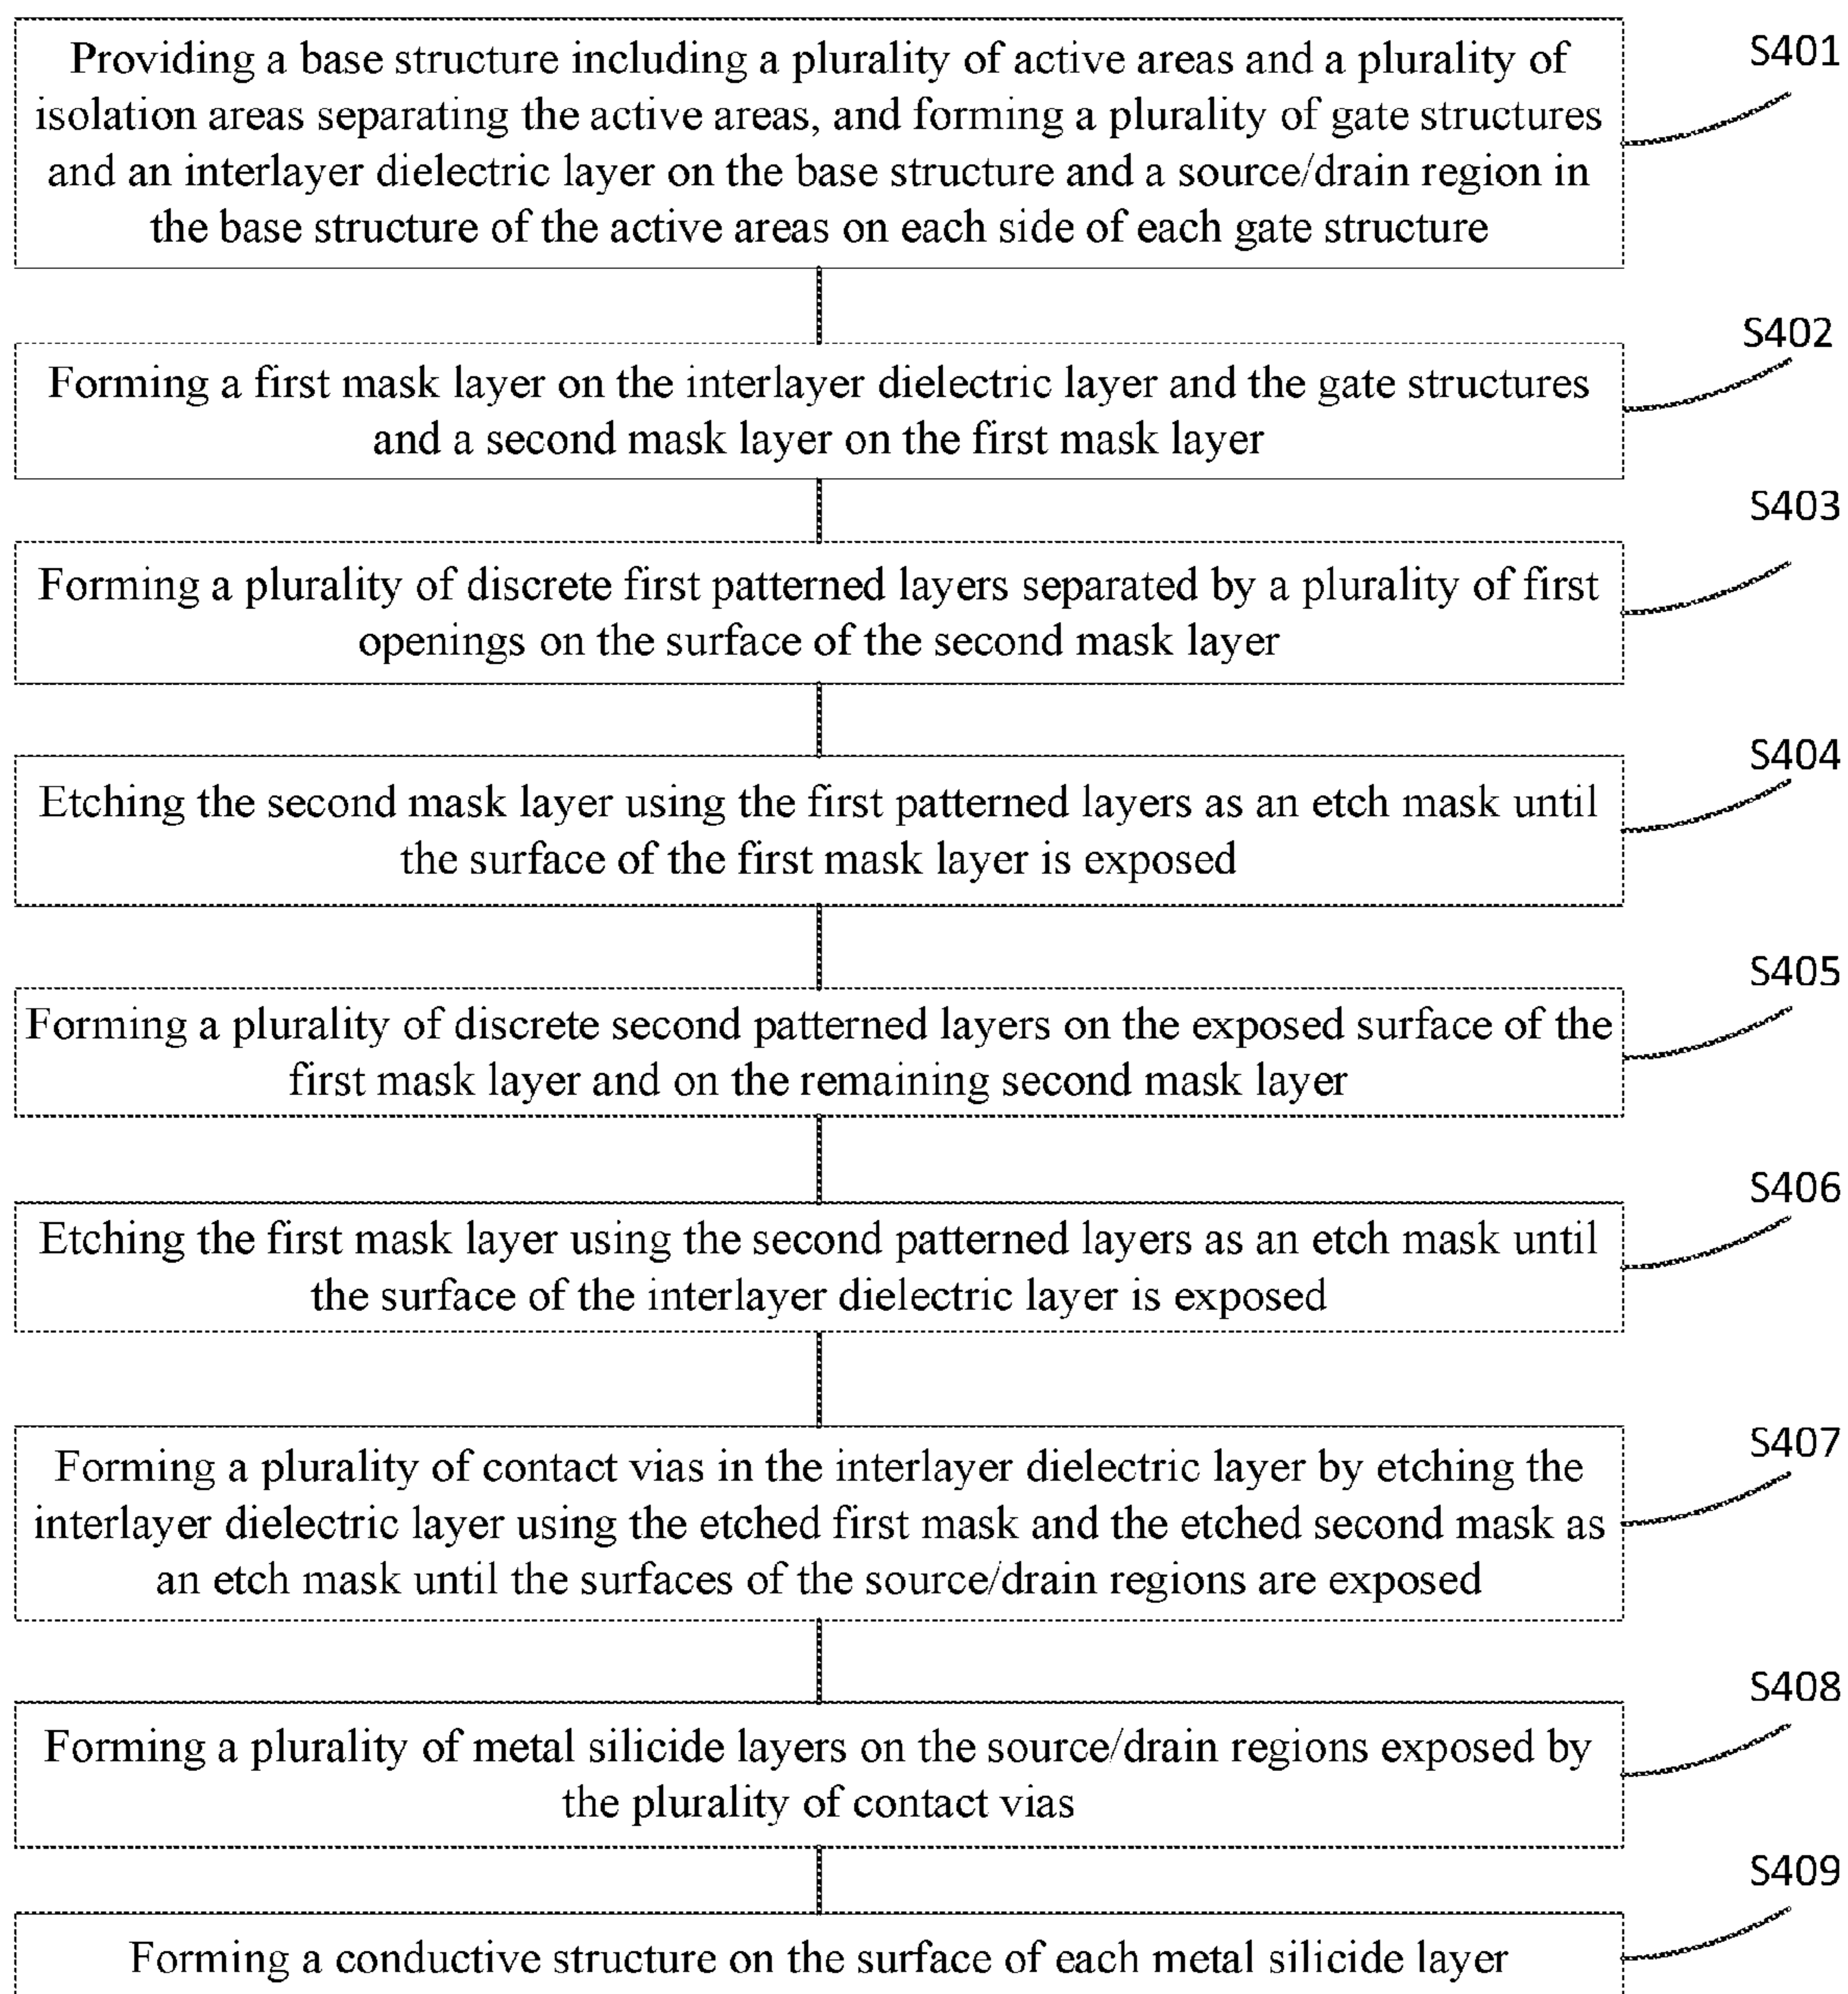 Providing a base structure including a plurality of active areas and a plurality of
isolation areas separating the active areas, and forming a plurality of gate structures
and an interlayer dielectric layer on the base structure and a source/drain region in
the base structure of the active areas on each side of each gate structure
S401
Forming a first mask layer on the interlayer dielectric layer and the gate structures
and a second mask layer on the first mask layer
S402
Forming a plurality of discrete first patterned layers separated by a plurality of first
openings on the surface of the second mask layer
S403
Etching the second mask layer using the first patterned layers as an etch mask until
the surface of the first mask layer is exposed
S404
Forming a plurality of discrete second patterned layers on the exposed surface of the
first mask layer and on the remaining second mask layer
S405
Etching the first mask layer using the second patterned layers as an etch mask until
the surface of the interlayer dielectric layer is exposed
S406
Forming a plurality of contact vias in the interlayer dielectric layer by etching the
interlayer dielectric layer using the etched first mask and the etched second mask as
an etch mask until the surfaces of the source/drain regions are exposed
S407
Forming a plurality of metal silicide layers on the source/drain regions exposed by
the plurality of contact vias
S408
Forming a conductive structure on the surface of each metal silicide layer
S409